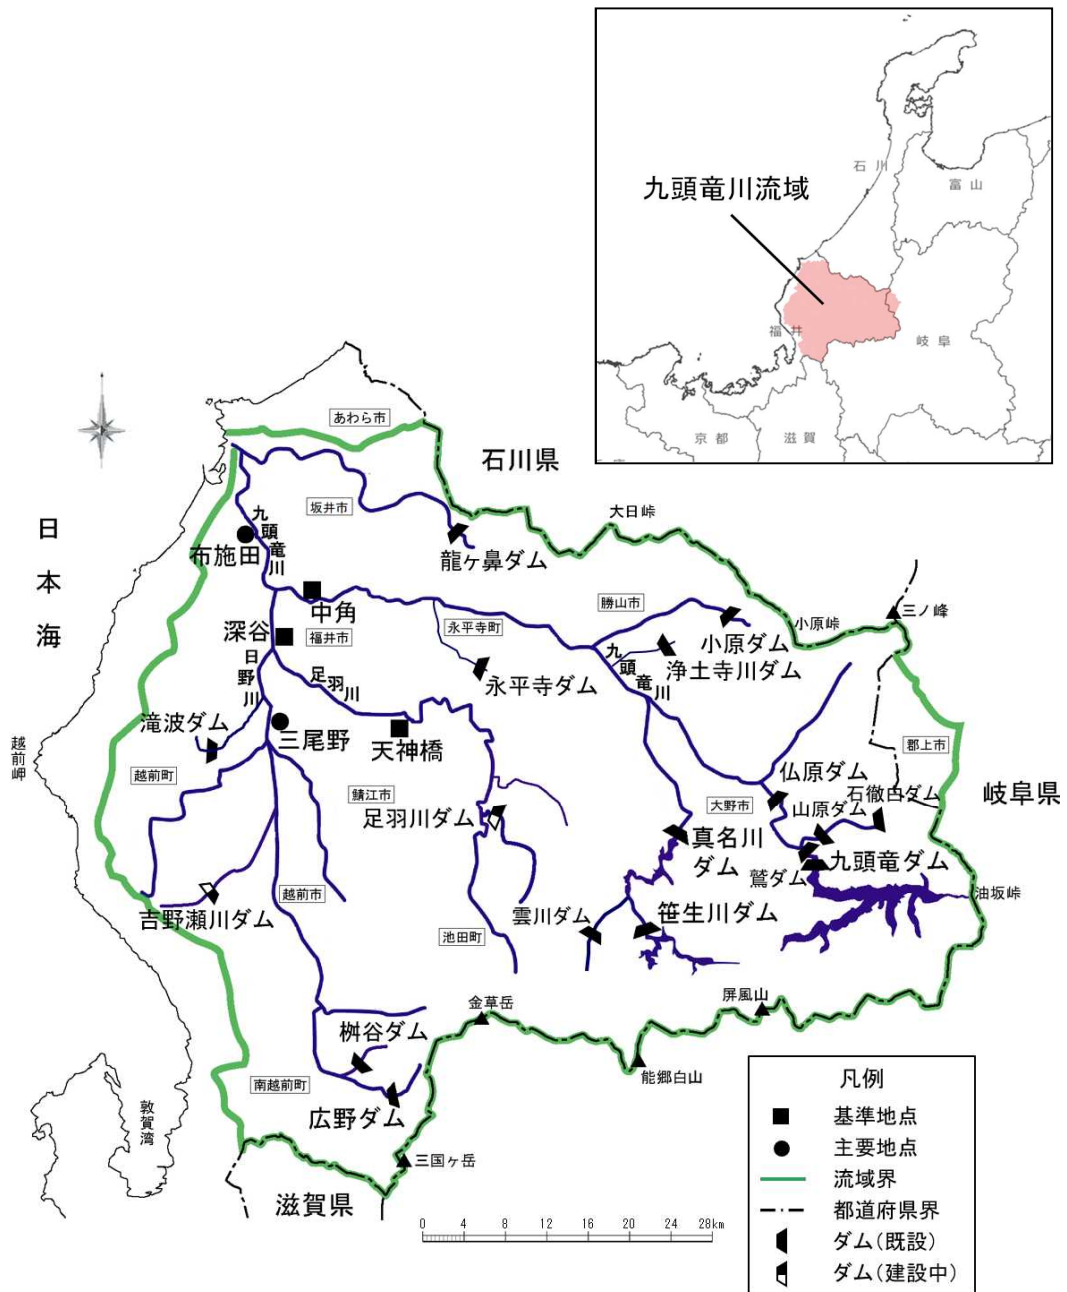 石川
富山
九頭竜川流域
福井
岐阜
京都
滋賀
あわら市
石川県
日本海
坂井市
九頭竜川
布施田
龍ヶ鼻ダム
大日峠
中角
勝山市
小原峠
三ノ峰
深谷
福井市
永平寺町
小原ダム
浄土寺川ダム
九頭竜川
日野川
足羽川
永平寺ダム
滝波ダム
三尾野
天神橋
越前岬
越前町
鯖江市
足羽川ダム
大野市
仏原ダム
郡上市
石徹白ダム
山原ダム
岐阜県
真名川
ダム
九頭竜ダム
鷲ダム
油坂峠
吉野瀬川ダム
越前市
池田町
雲川ダム
笹生川ダム
金草岳
屏風山
桝谷ダム
能郷白山
南越前町
広野ダム
敦賀湾
三国ヶ岳
滋賀県
0 4 8 12 16 20 24 28km
凡例
基準地点
主要地点
流域界
都道府県界
ダム(既設)
ダム(建設中)